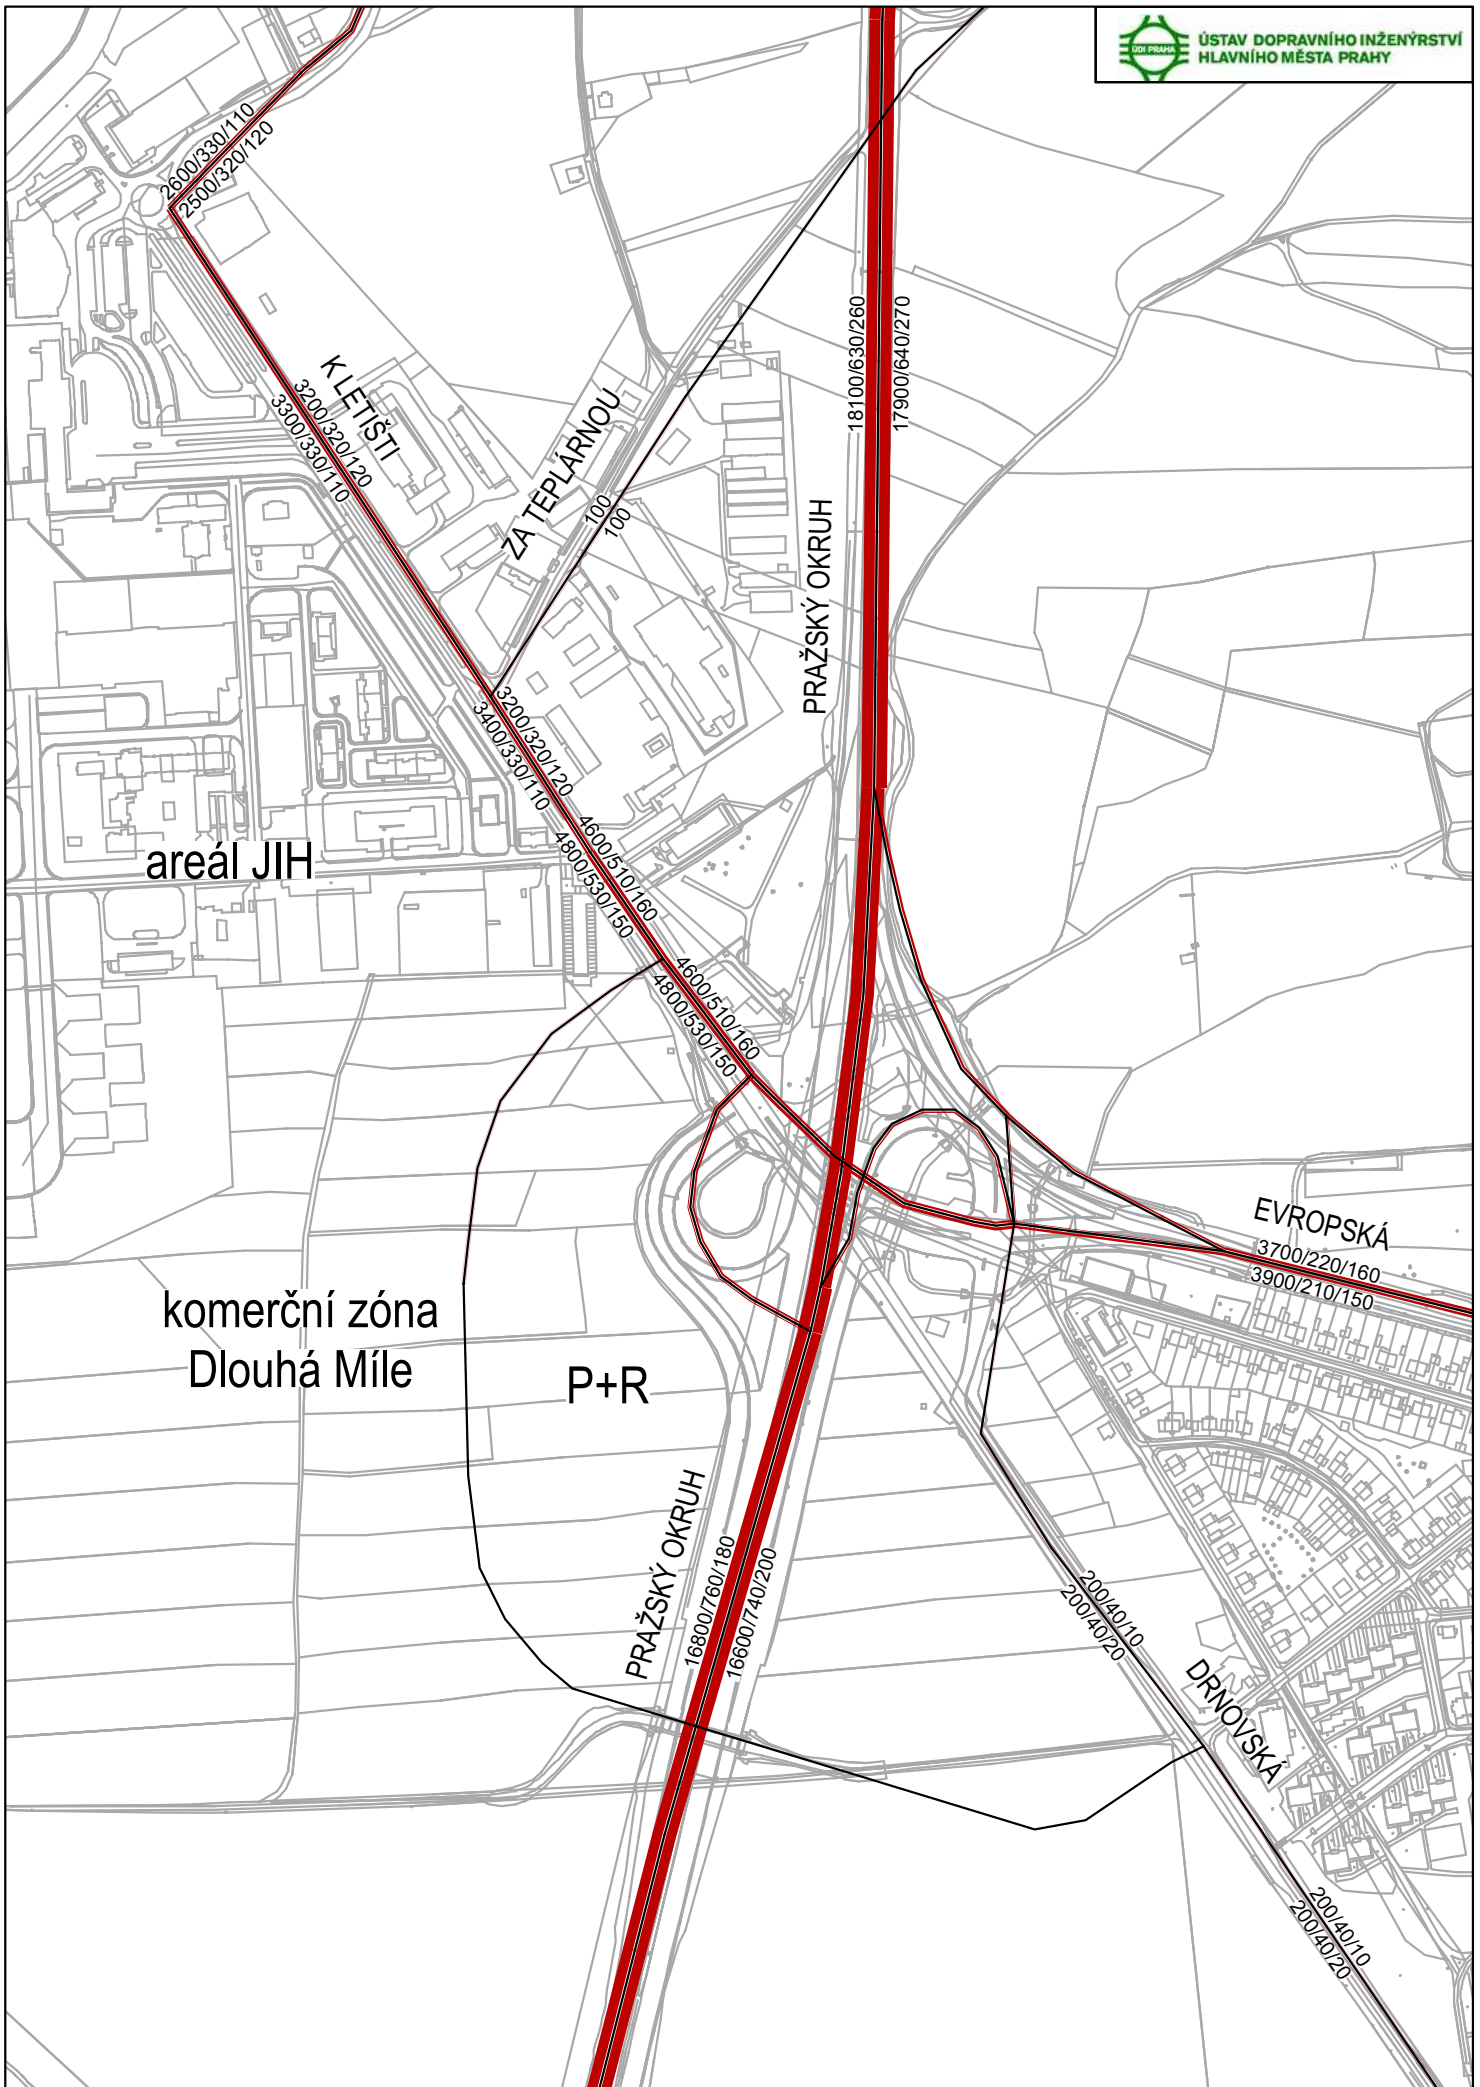 ÚDI PRAHA
ÚSTAV DOPRAVNÍHO INŽENÝRSTVÍ
HLAVNÍHO MĚSTA PRAHY
2600/330/110
2500/320/120
K LETIŠTI
3200/320/120
3300/330/110
ZA TEPLÁRNOU
100
100
18100/630/260
17900/640/270
PRAŽSKÝ OKRUH
3200/320/120
3400/330/110
4600/510/160
4800/530/150
areál JIH
4600/510/160
4800/530/150
EVROPSKÁ
3700/220/160
3900/210/150
komerční zóna
Dlouhá Míle
P+R
PRAŽSKÝ OKRUH
16800/760/180
16600/740/200
200/40/10
200/40/20
DRNOVSKÁ
200/40/10
200/40/20